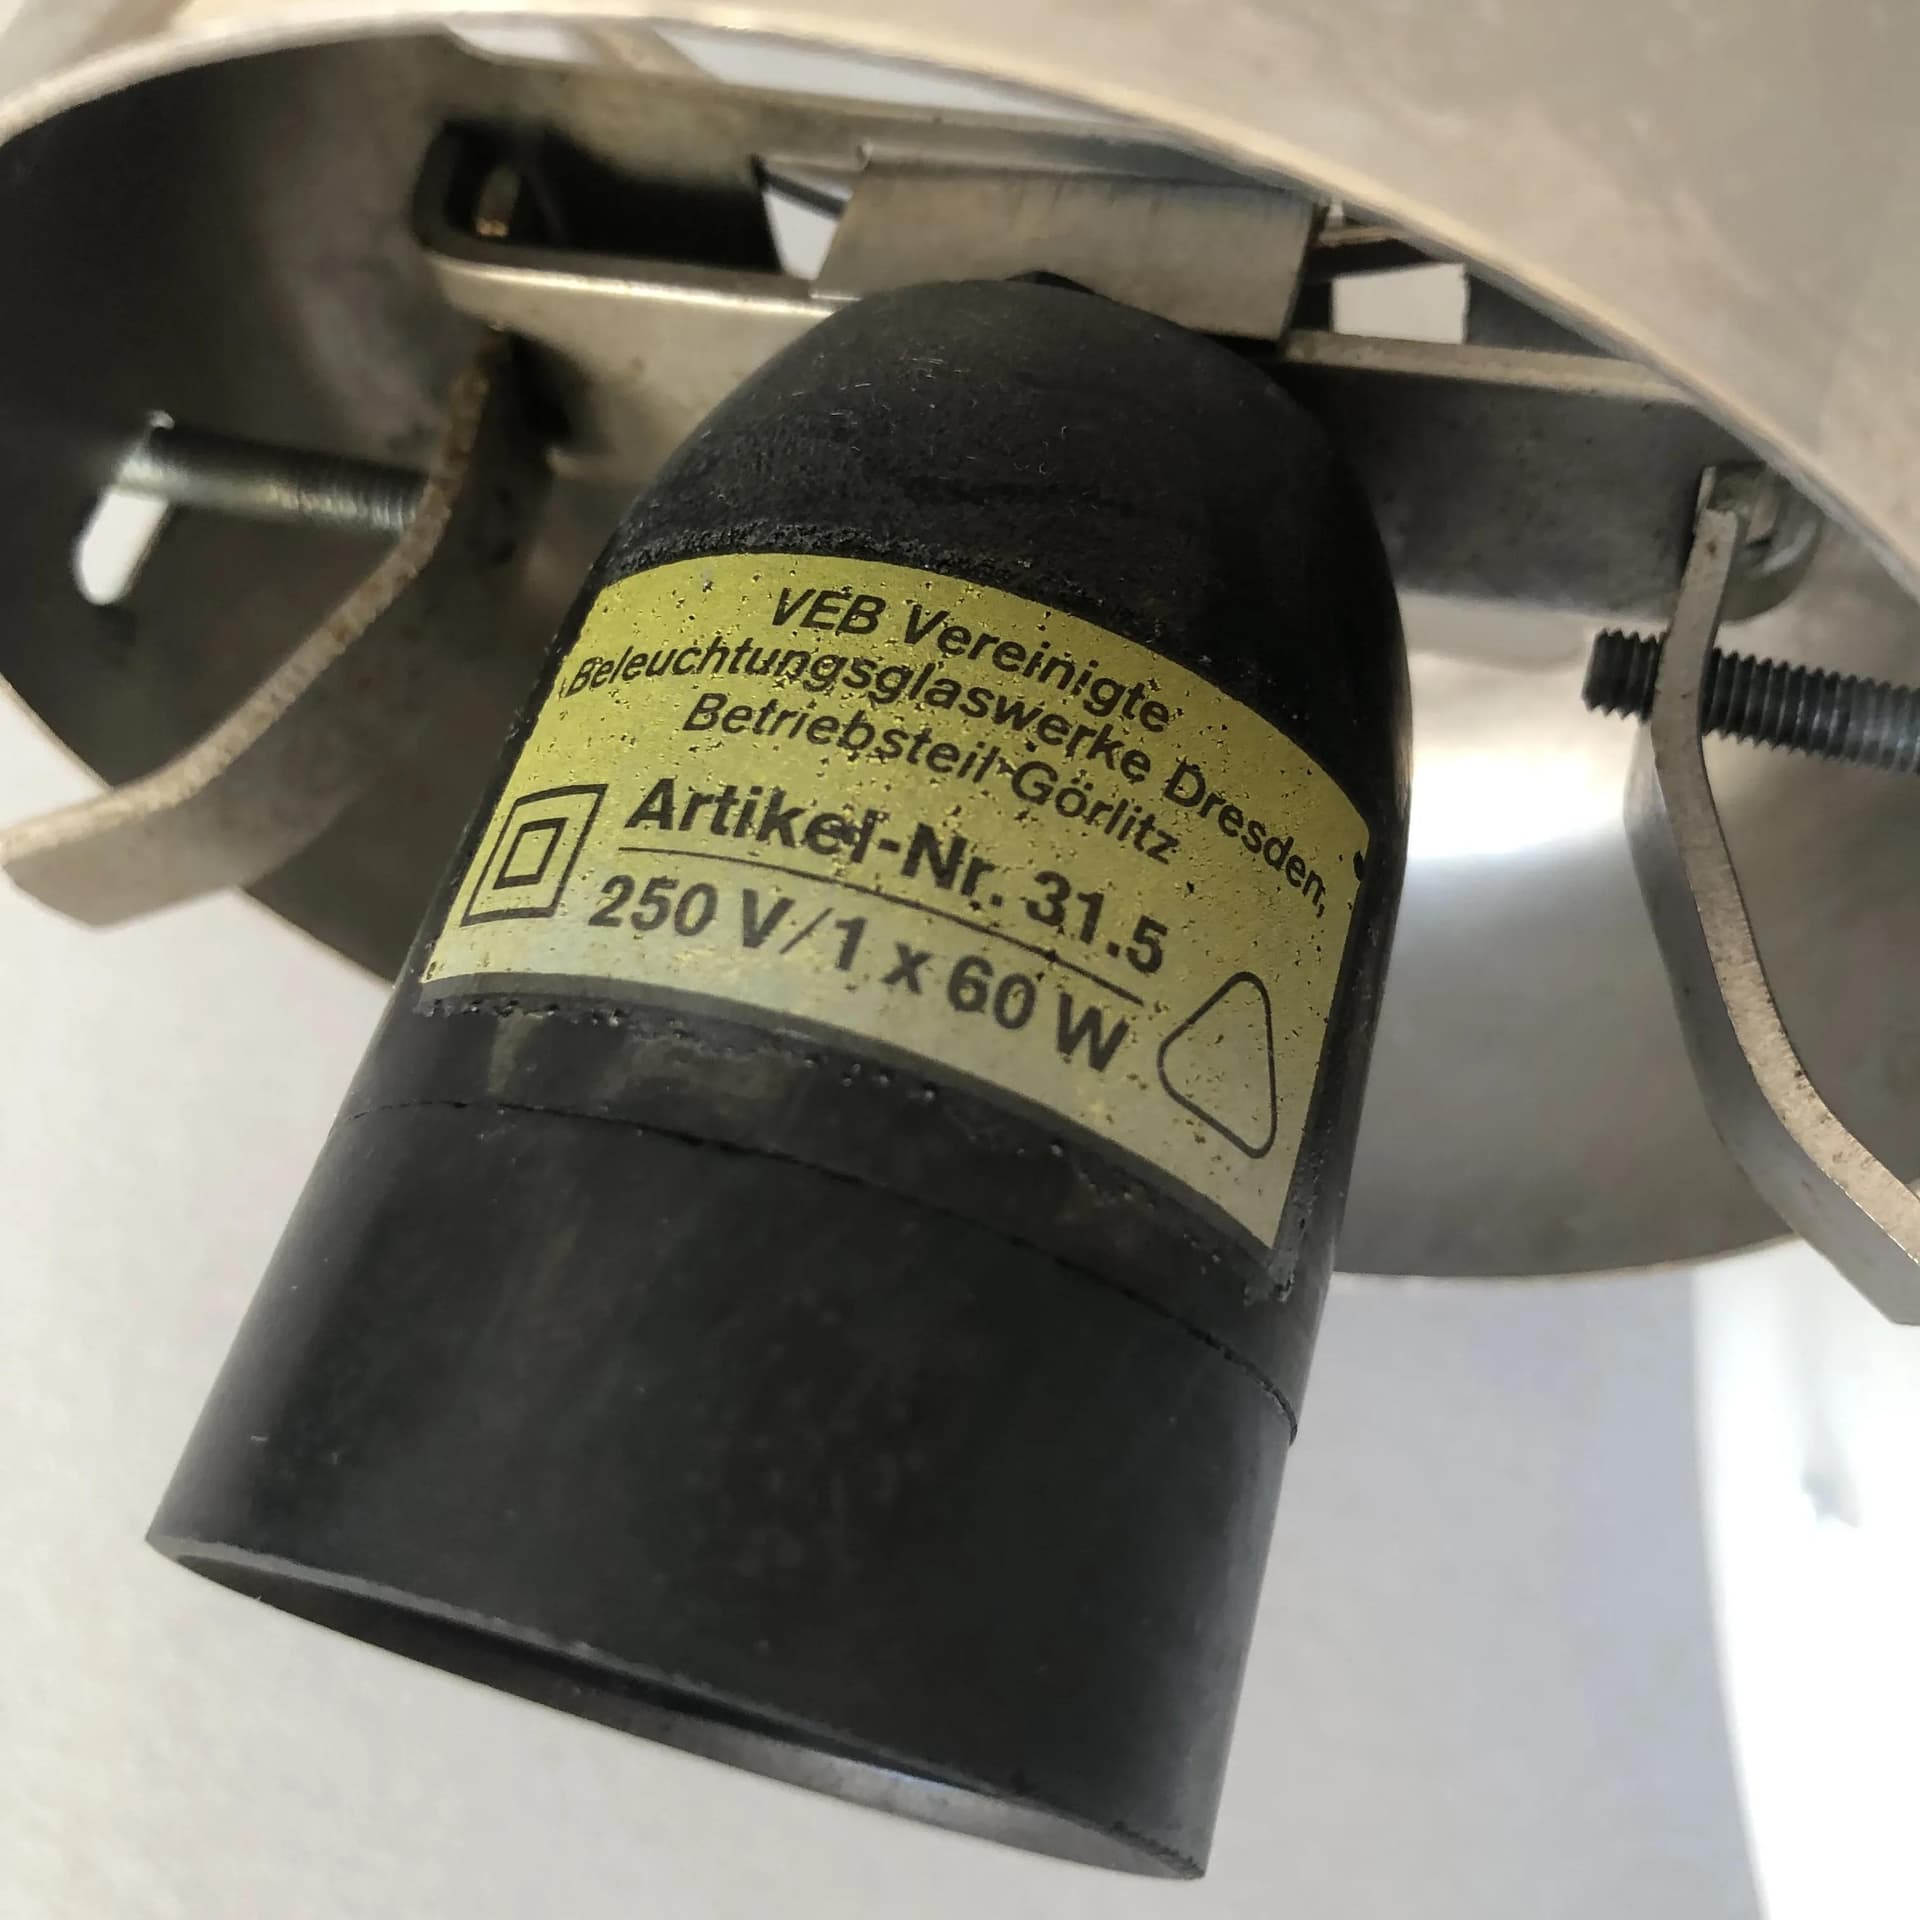 VEB Vereinigte
Beleuchtungsglaswerke Dresden,
Betriebsteil Görlitz
Artikel-Nr. 31.5
250 V/1 x 60 W